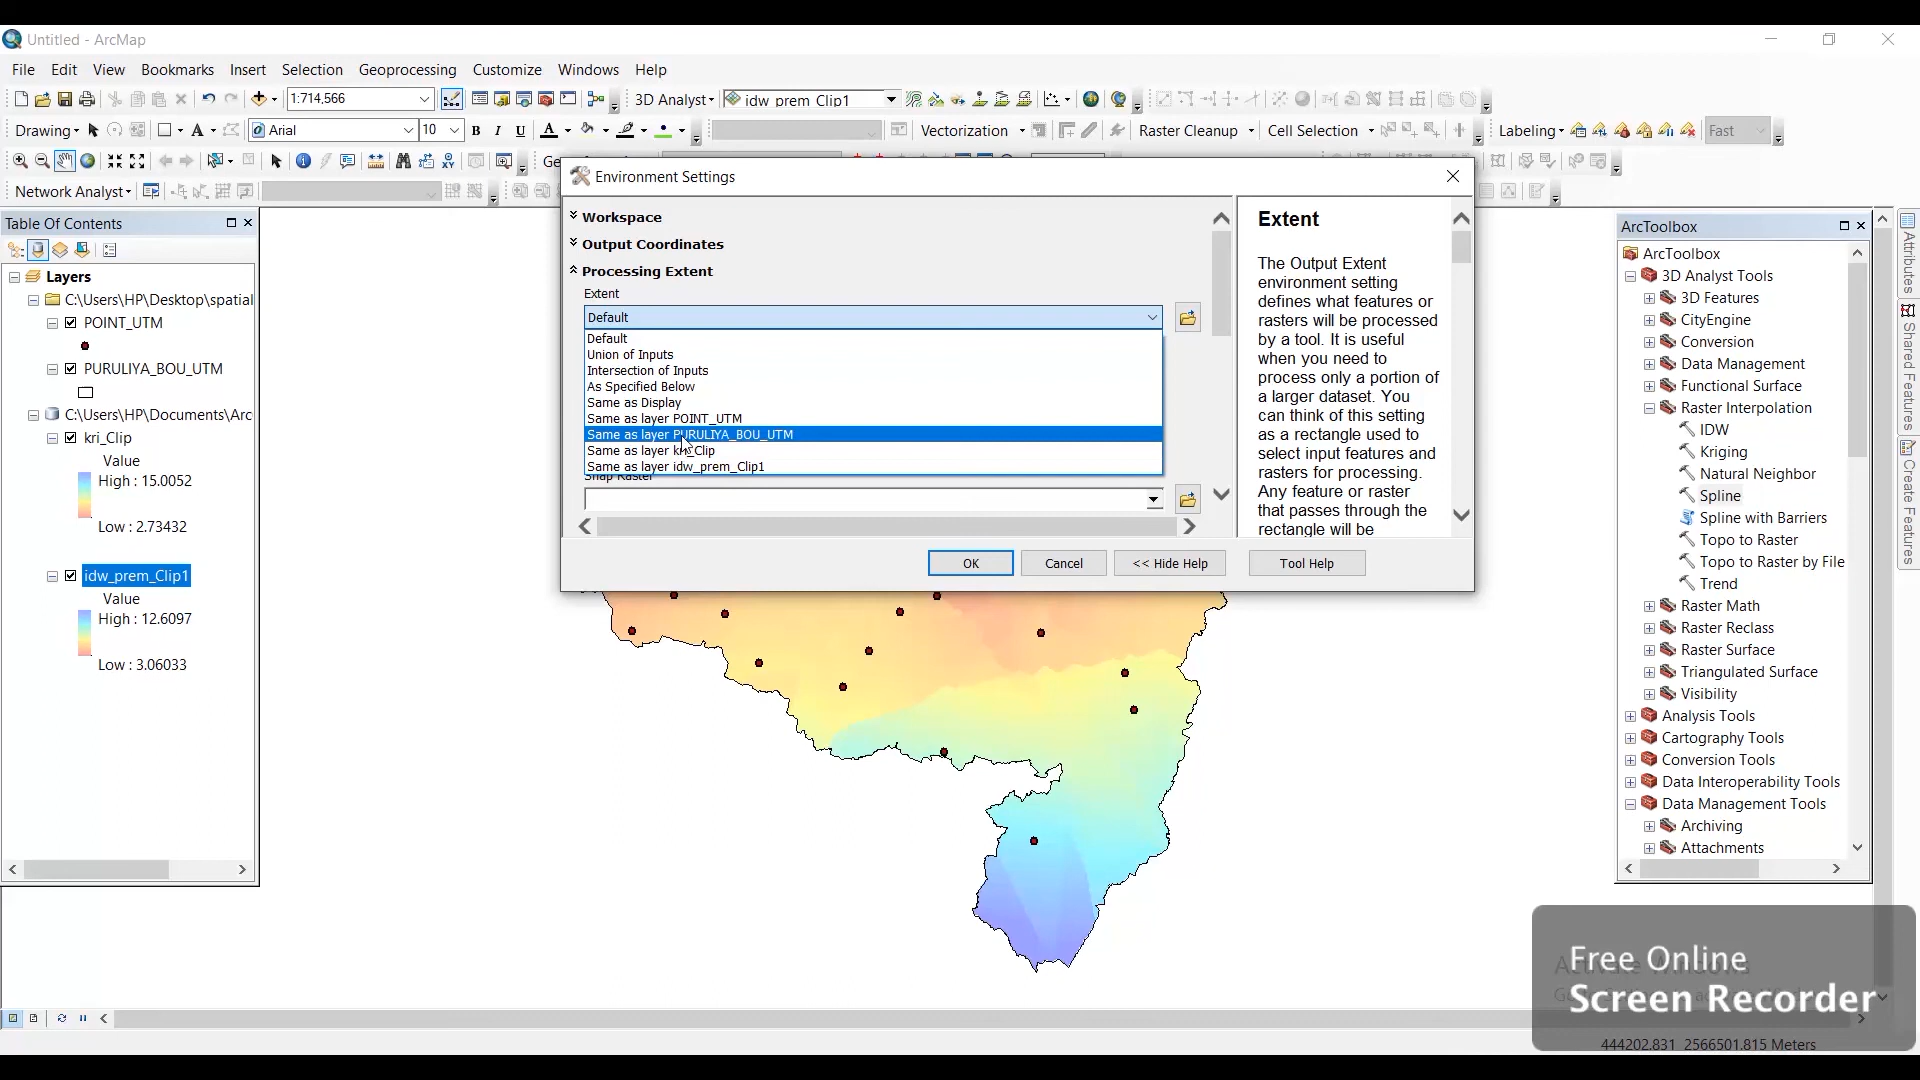 Untitled - ArcMap
File Edit View Bookmarks Insert Selection Geoprocessing Customize Windows Help
1:714,566
3D Analyst
idw_prem_Clip1
Drawing
A
Arial
10
B I U A
Vectorization
Raster Cleanup
Cell Selection
Labeling
Fast
Network Analyst
Table Of Contents
Layers
C:\Users\HP\Desktop\spatial
POINT_UTM
PURULIYA_BOU_UTM
C:\Users\HP\Documents\Arc
kri_Clip
Value
High : 15.0052
Low : 2.73432
idw_prem_Clip1
Value
High : 12.6097
Low : 3.06033
Environment Settings
Workspace
Output Coordinates
Processing Extent
Extent
Default
Default
Union of Inputs
Intersection of Inputs
As Specified Below
Same as Display
Same as layer POINT_UTM
Same as layer PURULIYA_BOU_UTM
Same as layer kri_Clip
Same as layer idw_prem_Clip1
Snap Raster
OK
Cancel
<< Hide Help
Tool Help
Extent
The Output Extent
environment setting
defines what features or
rasters will be processed
by a tool. It is useful
when you need to
process only a portion of
a larger dataset. You
can think of this setting
as a rectangle used to
select input features and
rasters for processing.
Any feature or raster
that passes through the
rectangle will be
ArcToolbox
ArcToolbox
3D Analyst Tools
3D Features
CityEngine
Conversion
Data Management
Functional Surface
Raster Interpolation
IDW
Kriging
Natural Neighbor
Spline
Spline with Barriers
Topo to Raster
Topo to Raster by File
Trend
Raster Math
Raster Reclass
Raster Surface
Triangulated Surface
Visibility
Analysis Tools
Cartography Tools
Conversion Tools
Data Interoperability Tools
Data Management Tools
Archiving
Attachments
Attributes
Shared Features
Create Features
Activate Windows
Free Online
Screen Recorder
444202.831 2566501.815 Meters